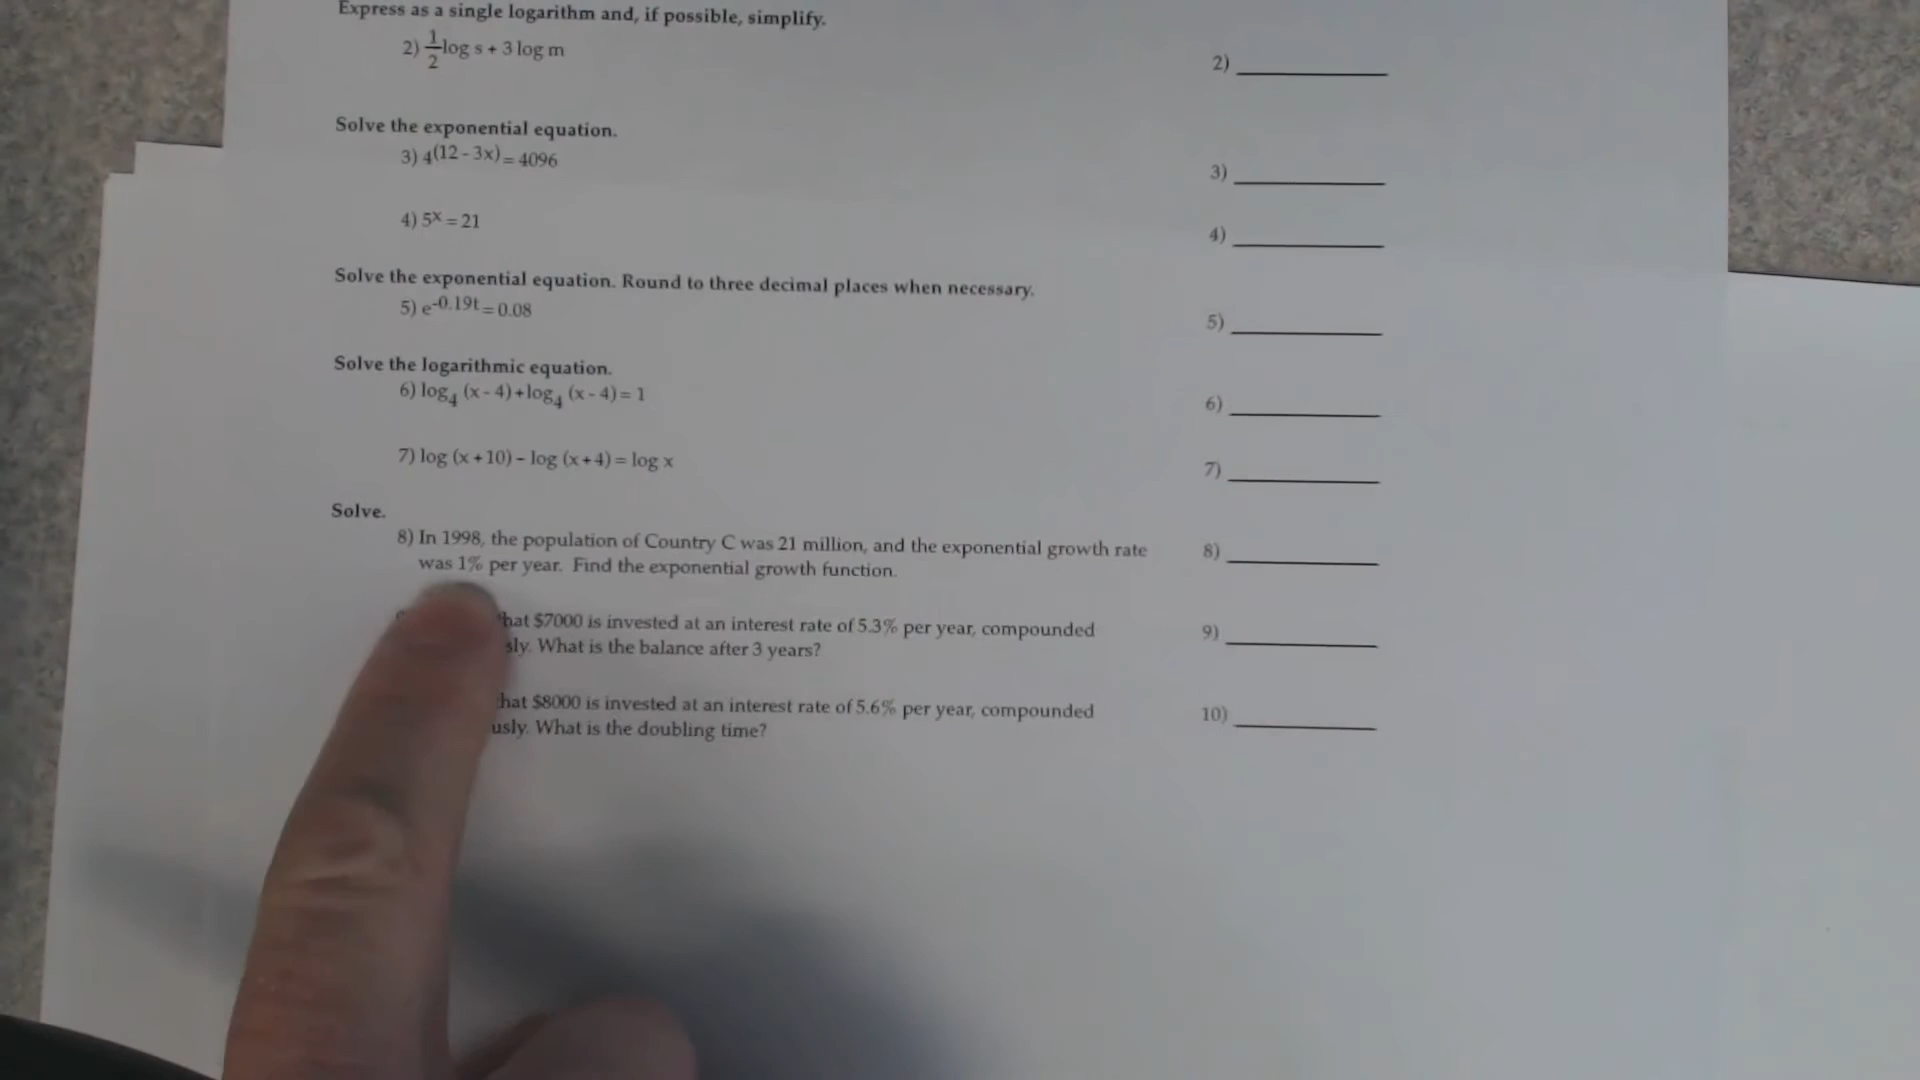 Express as a single logarithm and, if possible, simplify.
2) 1/2 log s + 3 log m
2)
Solve the exponential equation.
3) 4^(12 - 3x) = 4096
3)
4) 5^x = 21
4)
Solve the exponential equation. Round to three decimal places when necessary.
5) e^-0.19t = 0.08
5)
Solve the logarithmic equation.
6) log₄ (x - 4) + log₄ (x - 4) = 1
6)
7) log (x + 10) - log (x + 4) = log x
7)
Solve.
8) In 1998, the population of Country C was 21 million, and the exponential growth rate
8)
was 1% per year. Find the exponential growth function.
hat $7000 is invested at an interest rate of 5.3% per year, compounded
9)
sly. What is the balance after 3 years?
hat $8000 is invested at an interest rate of 5.6% per year, compounded
10)
usly. What is the doubling time?